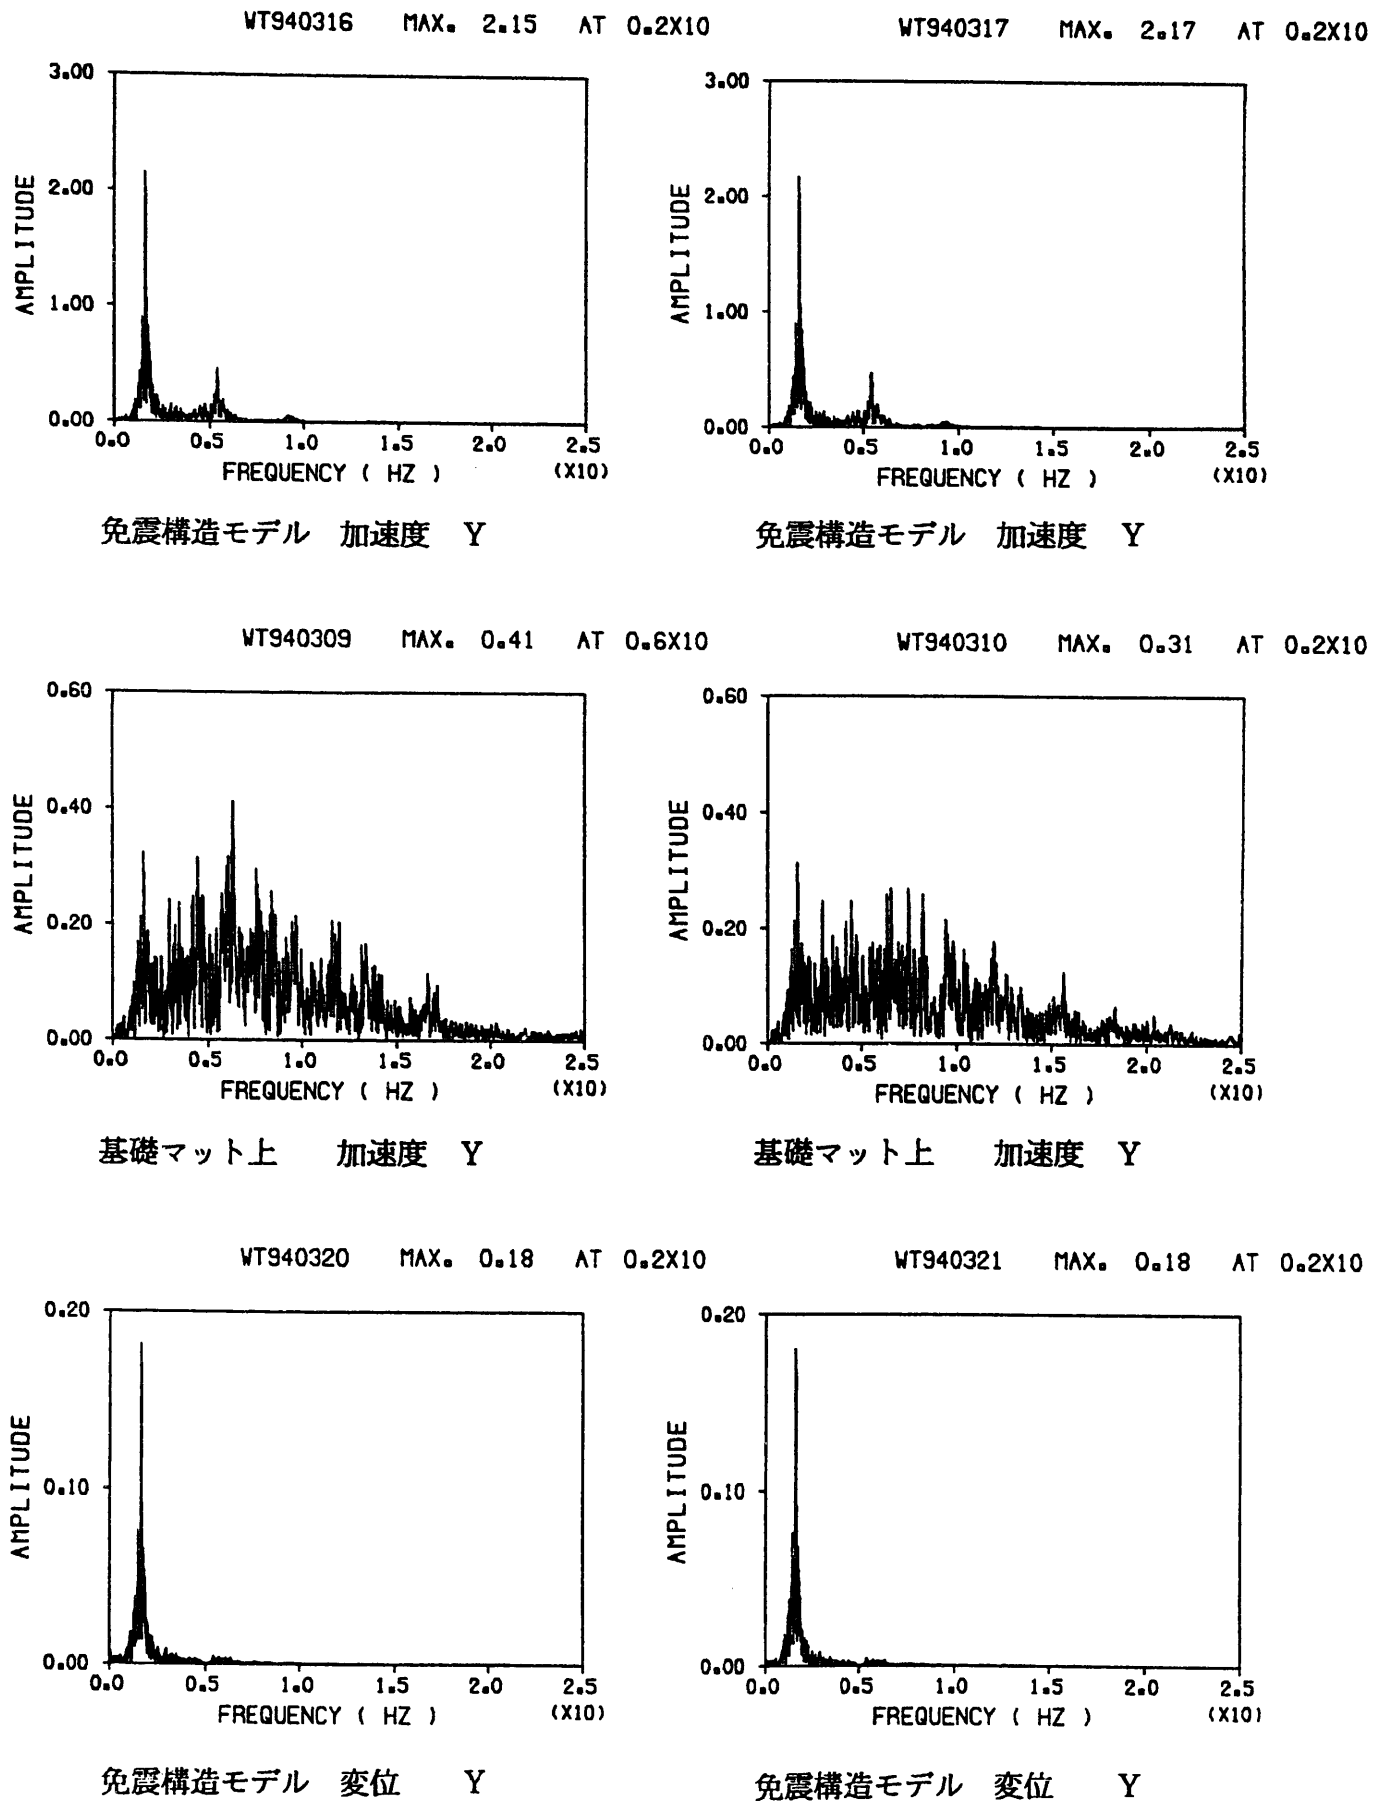 WT940316 MAX. 2.15 AT 0.2X10
3.00
2.00
1.00
0.00
AMPLITUDE
0.0 0.5 1.0 1.5 2.0 2.5
FREQUENCY ( HZ ) (X10)
免震構造モデル 加速度 Y
WT940317 MAX. 2.17 AT 0.2X10
3.00
2.00
1.00
0.00
AMPLITUDE
0.0 0.5 1.0 1.5 2.0 2.5
FREQUENCY ( HZ ) (X10)
免震構造モデル 加速度 Y
WT940309 MAX. 0.41 AT 0.6X10
0.60
0.40
0.20
0.00
AMPLITUDE
0.0 0.5 1.0 1.5 2.0 2.5
FREQUENCY ( HZ ) (X10)
基礎マット上 加速度 Y
WT940310 MAX. 0.31 AT 0.2X10
0.60
0.40
0.20
0.00
AMPLITUDE
0.0 0.5 1.0 1.5 2.0 2.5
FREQUENCY ( HZ ) (X10)
基礎マット上 加速度 Y
WT940320 MAX. 0.18 AT 0.2X10
0.20
0.10
0.00
AMPLITUDE
0.0 0.5 1.0 1.5 2.0 2.5
FREQUENCY ( HZ ) (X10)
免震構造モデル 変位 Y
WT940321 MAX. 0.18 AT 0.2X10
0.20
0.10
0.00
AMPLITUDE
0.0 0.5 1.0 1.5 2.0 2.5
FREQUENCY ( HZ ) (X10)
免震構造モデル 変位 Y